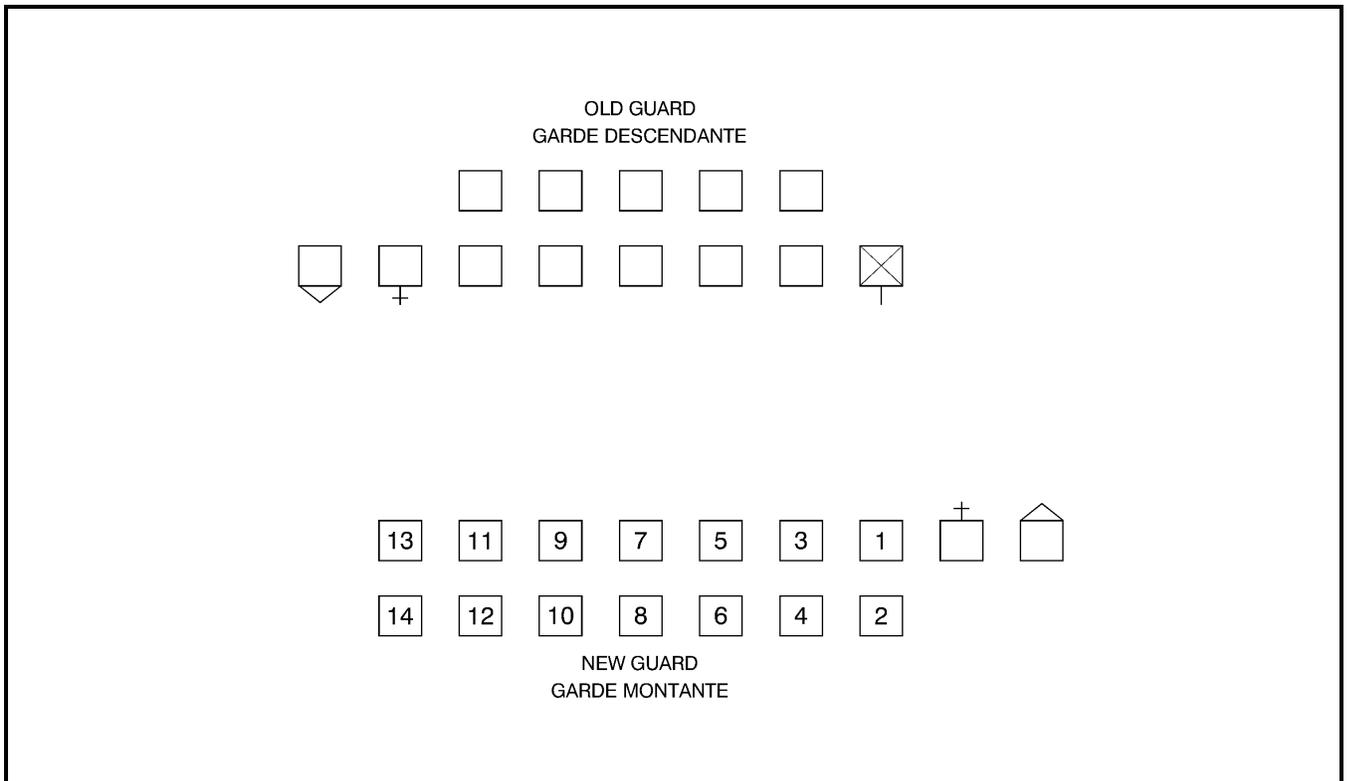 OLD GUARD
GARDE DESCENDANTE
13 11 9 7 5 3 1
14 12 10 8 6 4 2
NEW GUARD
GARDE MONTANTE